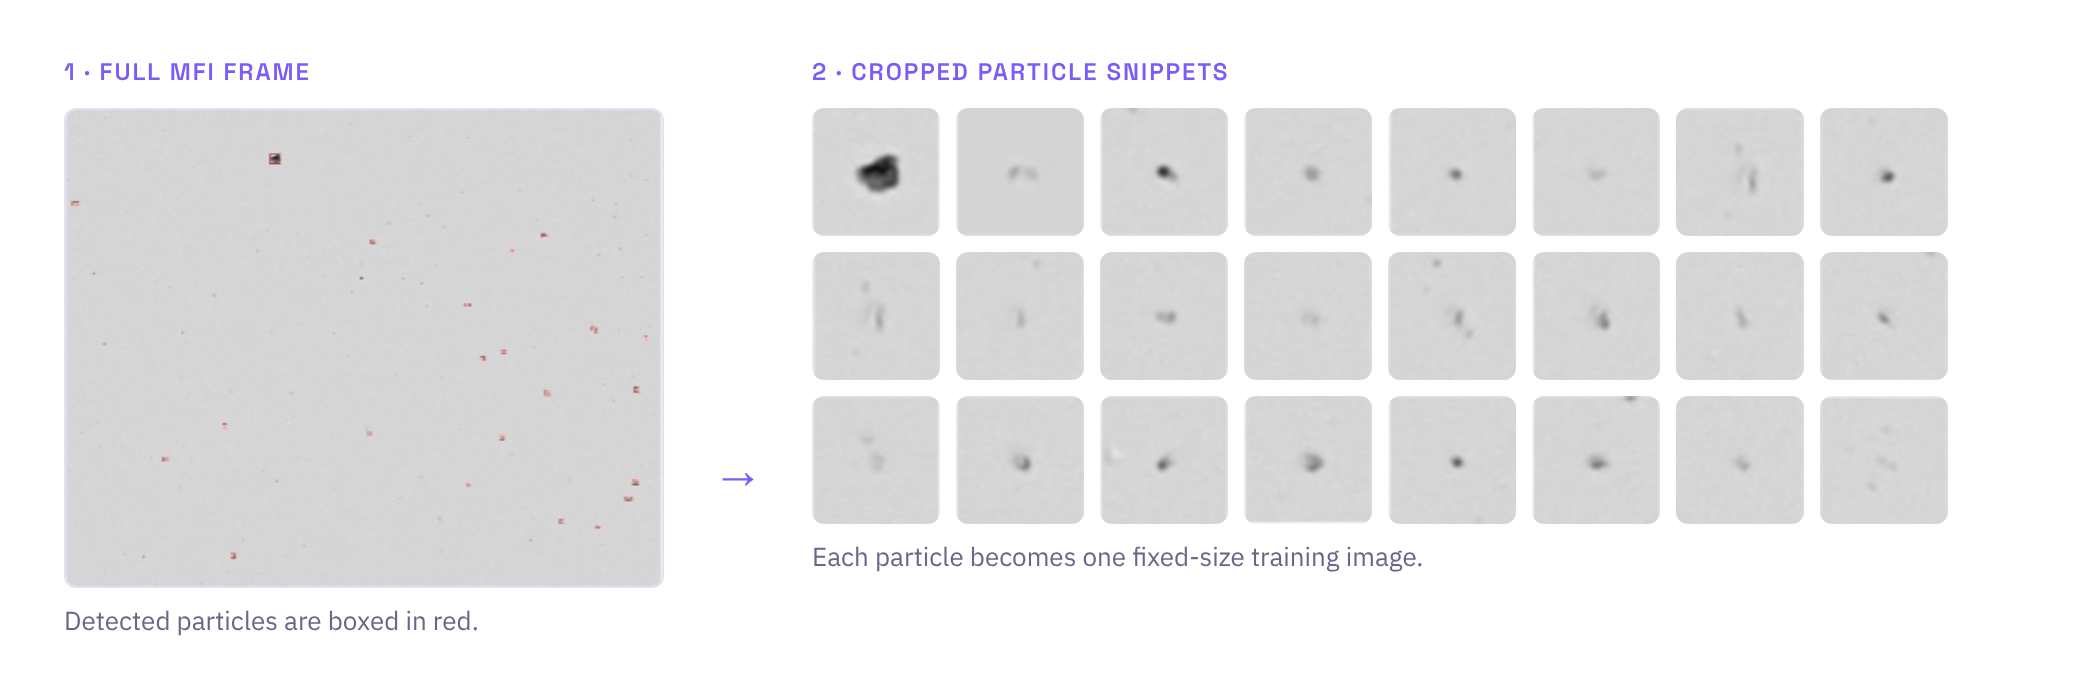 1 · FULL MFI FRAME
2 · CROPPED PARTICLE SNIPPETS
→
Each particle becomes one fixed-size training image.
Detected particles are boxed in red.